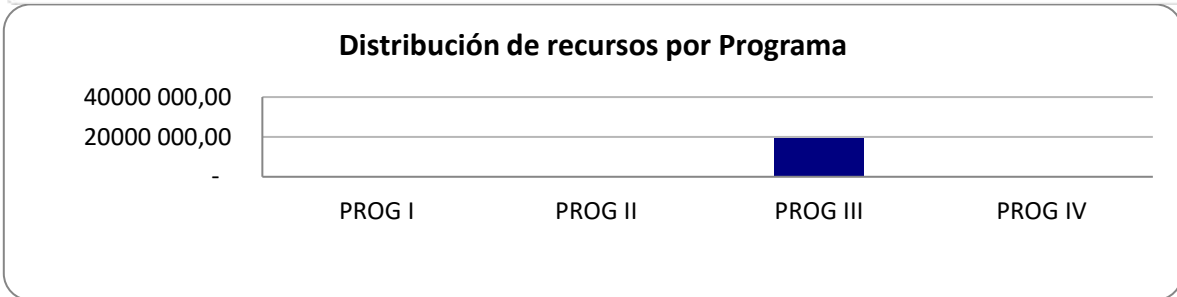 Distribución de recursos por Programa
40000 000,00
20000 000,00
-
PROG I PROG II PROG III PROG IV